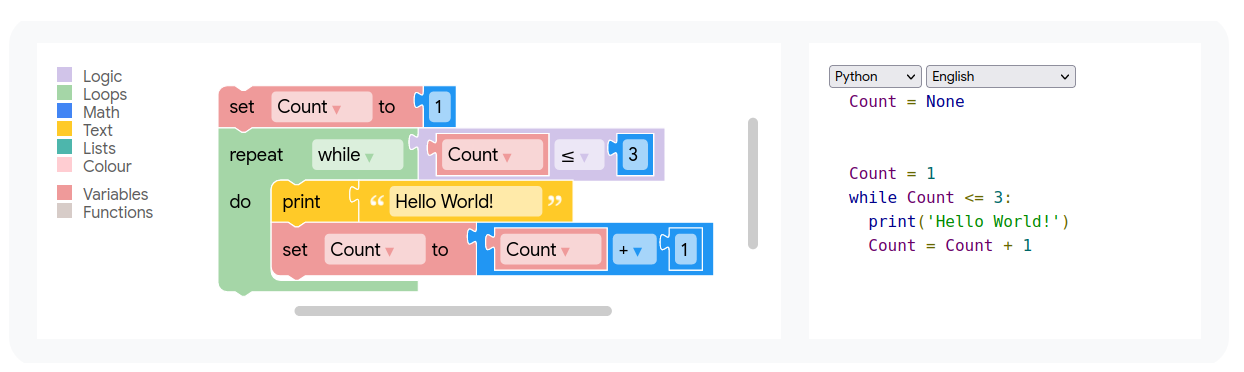 Logic
Loops
Math
Text
Lists
Colour
Variables
Functions
set Count ▾ to 1
repeat while ▾ Count ▾ ≤ ▾ 3
do print “ Hello World! ”
set Count ▾ to Count ▾ + ▾ 1
Python English
Count = None
Count = 1
while Count <= 3:
  print('Hello World!')
  Count = Count + 1